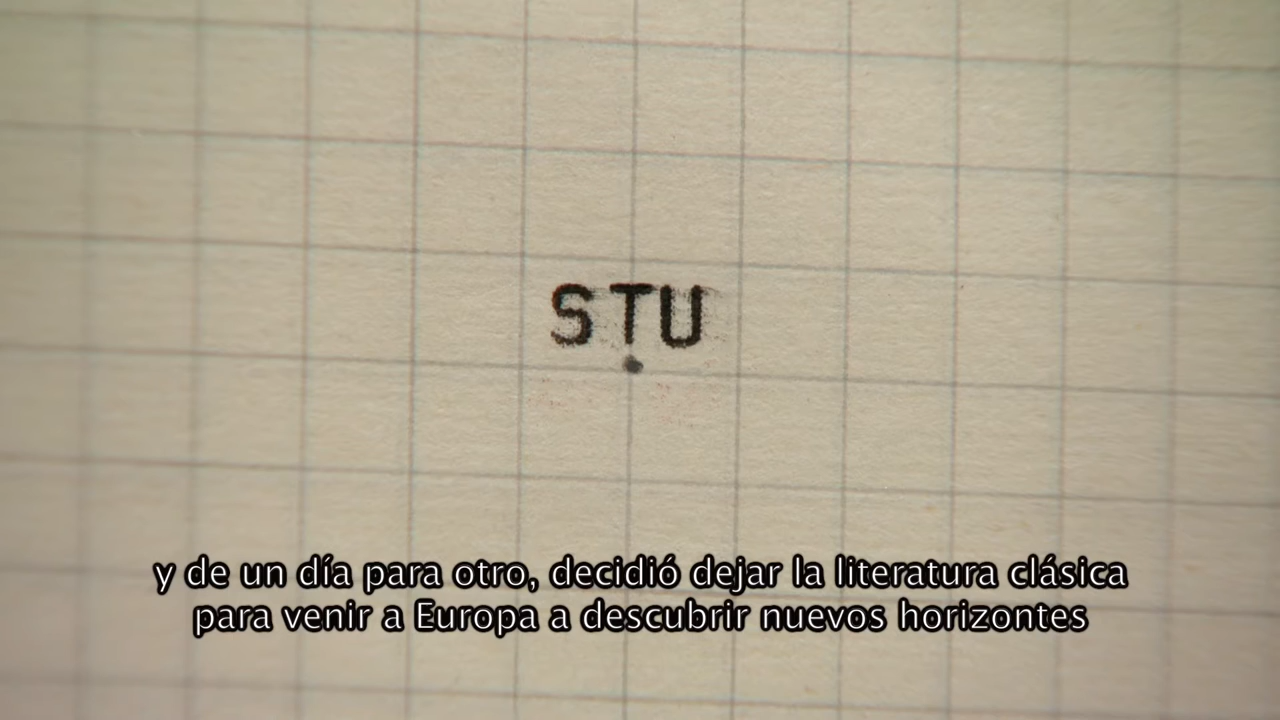 STU
y de un día para otro, decidió dejar la literatura clásica
para venir a Europa a descubrir nuevos horizontes